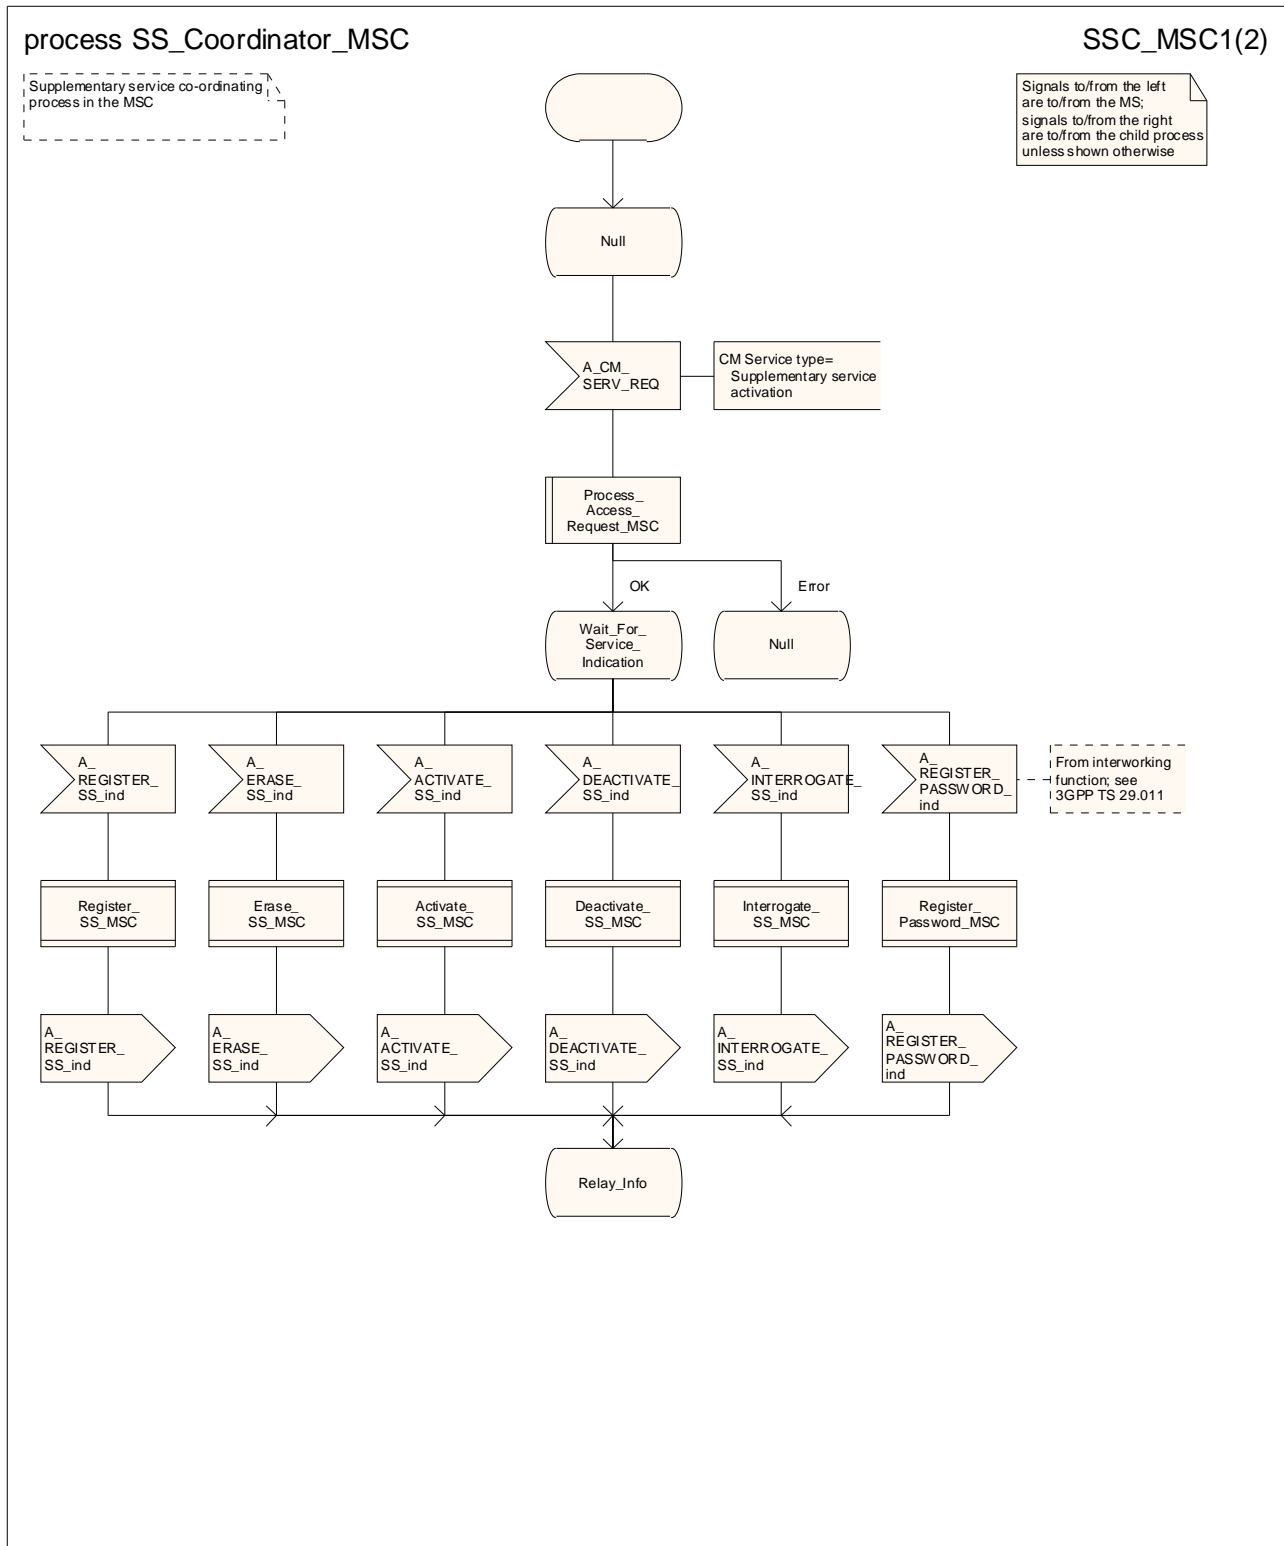 process SS_Coordinator_MSC
SSC_MSC1(2)
Supplementary service co-ordinating
process in the MSC
Signals to/from the left
are to/from the MS;
signals to/from the right
are to/from the child process
unless shown otherwise
Null
A_CM_
SERV_REQ
CM Service type=
Supplementary service
activation
Process_
Access_
Request_MSC
OK
Error
Wait_For_
Service_
Indication
Null
A_
REGISTER_
SS_ind
A_
ERASE_
SS_ind
A_
ACTIVATE_
SS_ind
A_
DEACTIVATE_
SS_ind
A_
INTERROGATE_
SS_ind
A_
REGISTER_
PASSWORD_
ind
From interworking
function; see
3GPP TS 29.011
Register_
SS_MSC
Erase_
SS_MSC
Activate_
SS_MSC
Deactivate_
SS_MSC
Interrogate_
SS_MSC
Register_
Password_MSC
A_
REGISTER_
SS_ind
A_
ERASE_
SS_ind
A_
ACTIVATE_
SS_ind
A_
DEACTIVATE_
SS_ind
A_
INTERROGATE_
SS_ind
A_
REGISTER_
PASSWORD_
ind
Relay_Info